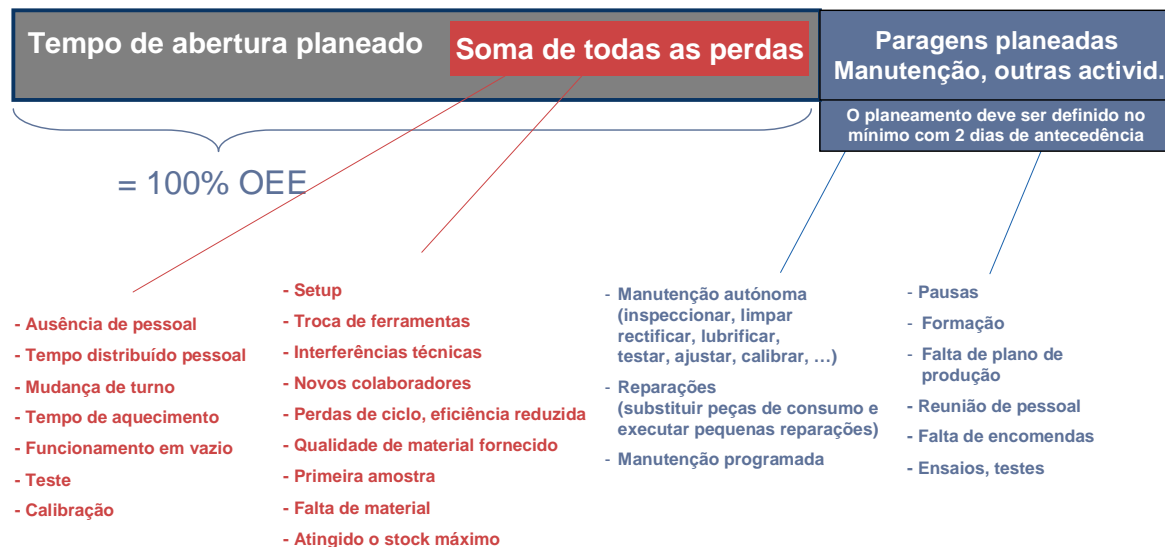 Tempo de abertura planeado
Soma de todas as perdas
Paragens planeadas
Manutenção, outras activid.
O planeamento deve ser definido no
mínimo com 2 dias de antecedência
= 100% OEE
- Ausência de pessoal
- Tempo distribuído pessoal
- Mudança de turno
- Tempo de aquecimento
- Funcionamento em vazio
- Teste
- Calibração
- Setup
- Troca de ferramentas
- Interferências técnicas
- Novos colaboradores
- Perdas de ciclo, eficiência reduzida
- Qualidade de material fornecido
- Primeira amostra
- Falta de material
- Atingido o stock máximo
- Manutenção autónoma
(inspeccionar, limpar
rectificar, lubrificar,
testar, ajustar, calibrar, …)
- Reparações
(substituir peças de consumo e
executar pequenas reparações)
- Manutenção programada
- Pausas
- Formação
- Falta de plano de
produção
- Reunião de pessoal
- Falta de encomendas
- Ensaios, testes